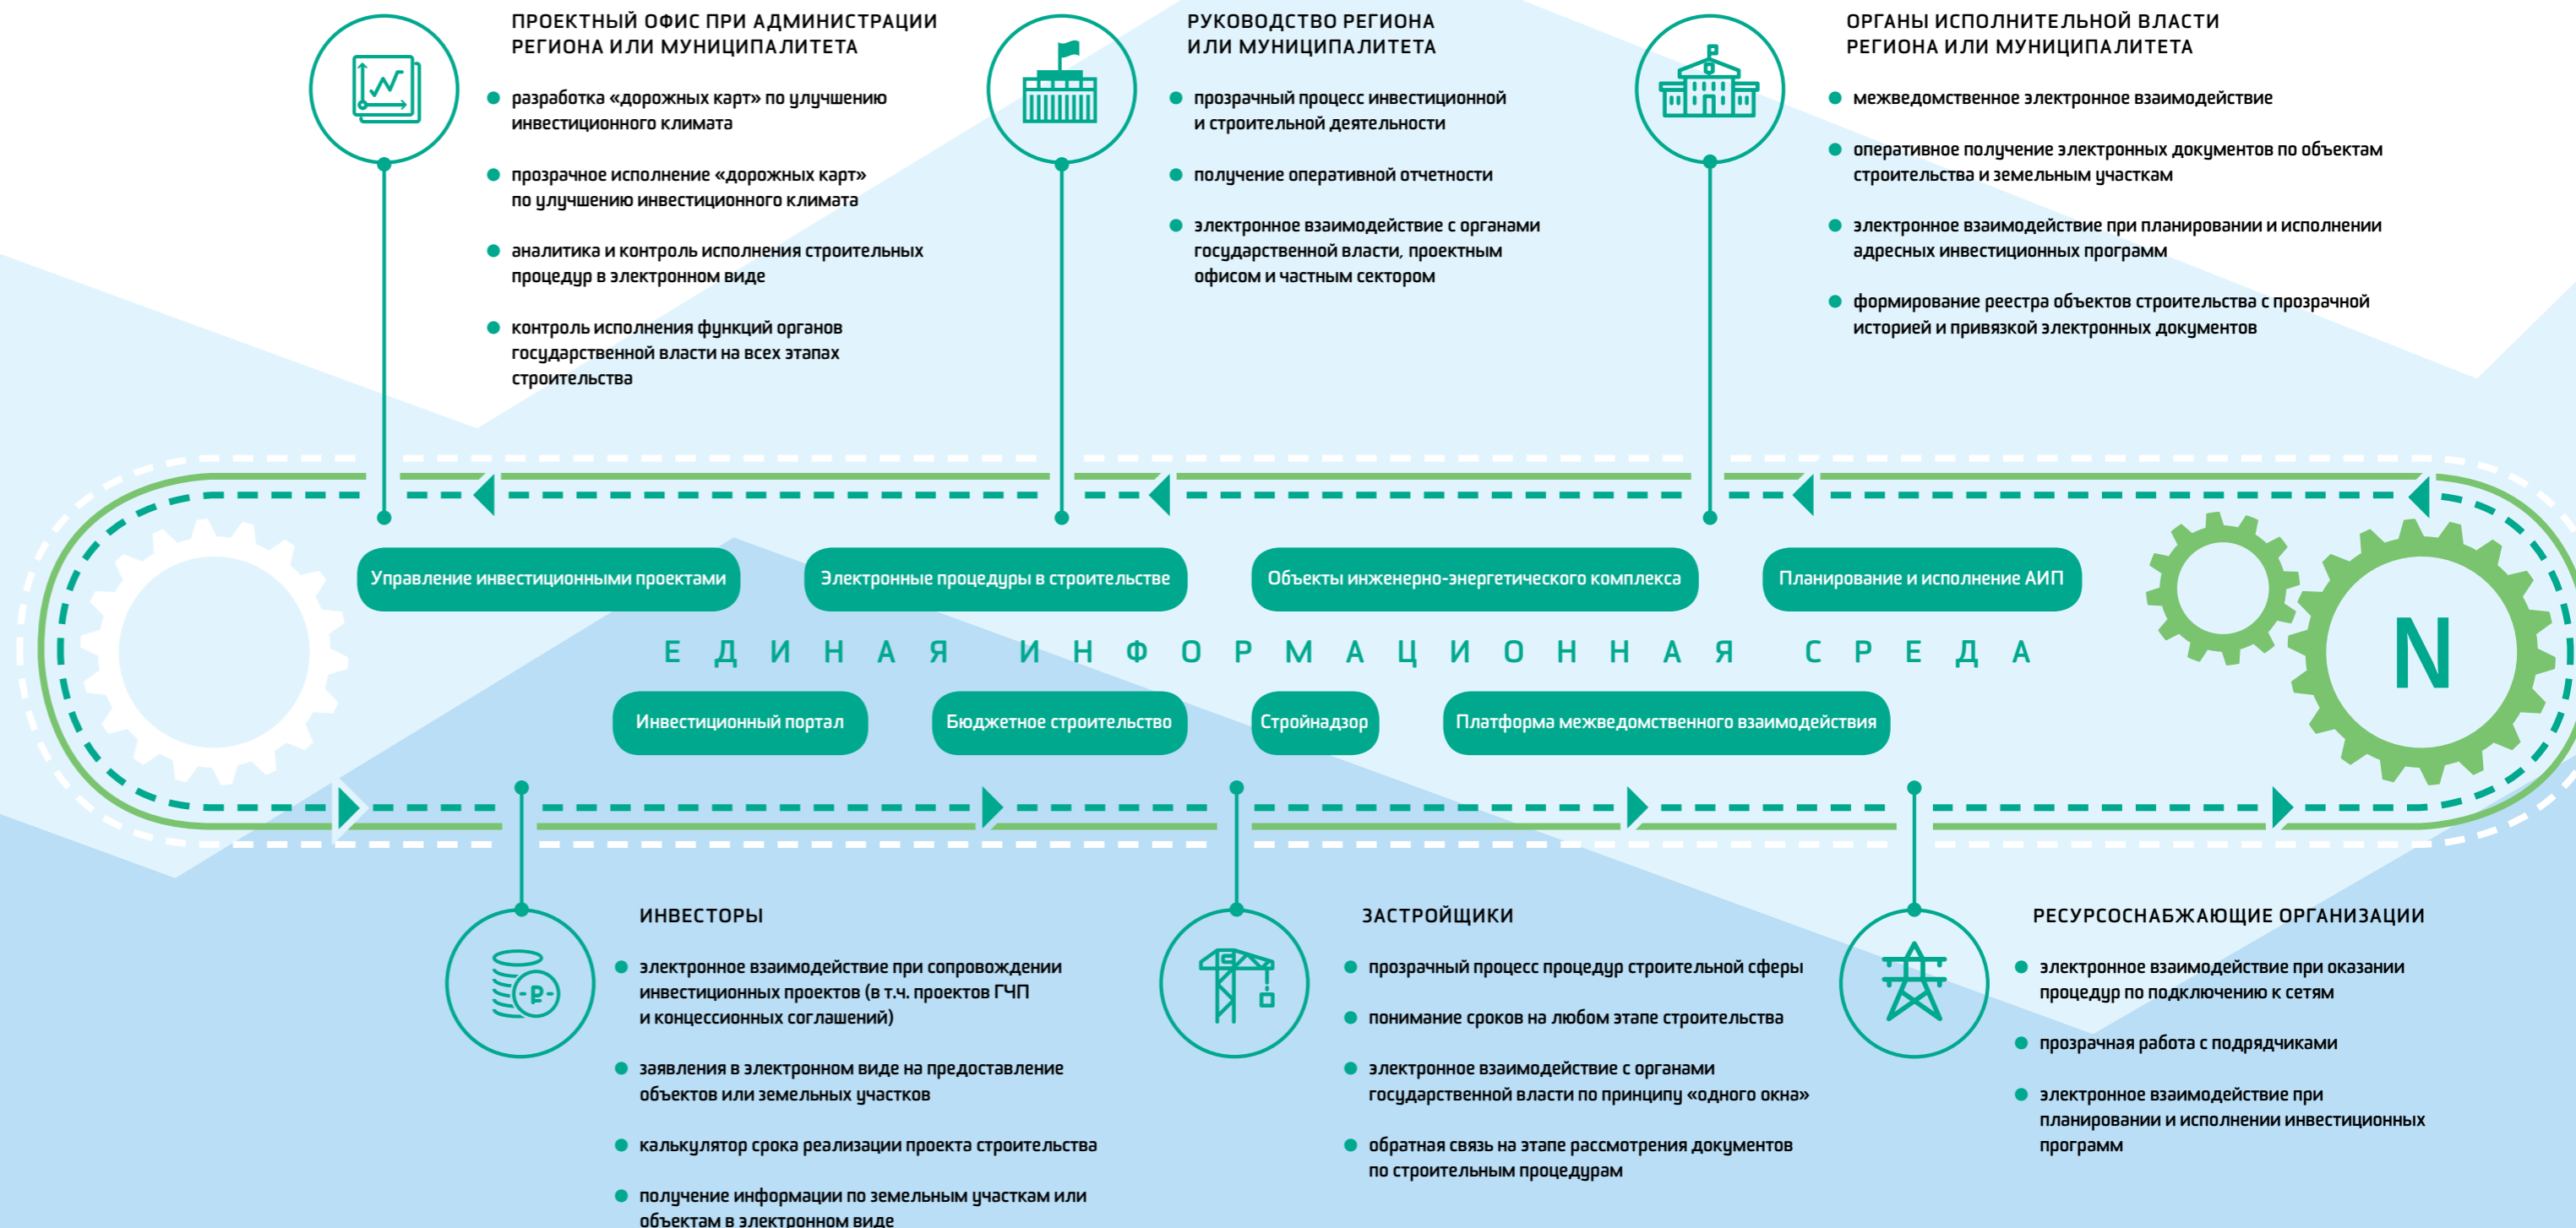 ПРОЕКТНЫЙ ОФИС ПРИ АДМИНИСТРАЦИИ
РЕГИОНА ИЛИ МУНИЦИПАЛИТЕТА
разработка «дорожных карт» по улучшению
инвестиционного климата
прозрачное исполнение «дорожных карт»
по улучшению инвестиционного климата
аналитика и контроль исполнения строительных
процедур в электронном виде
контроль исполнения функций органов
государственной власти на всех этапах
строительства
РУКОВОДСТВО РЕГИОНА
ИЛИ МУНИЦИПАЛИТЕТА
прозрачный процесс инвестиционной
и строительной деятельности
получение оперативной отчетности
электронное взаимодействие с органами
государственной власти, проектным
офисом и частным сектором
ОРГАНЫ ИСПОЛНИТЕЛЬНОЙ ВЛАСТИ
РЕГИОНА ИЛИ МУНИЦИПАЛИТЕТА
межведомственное электронное взаимодействие
оперативное получение электронных документов по объектам
строительства и земельным участкам
электронное взаимодействие при планировании и исполнении
адресных инвестиционных программ
формирование реестра объектов строительства с прозрачной
историей и привязкой электронных документов
Управление инвестиционными проектами
Электронные процедуры в строительстве
Объекты инженерно-энергетического комплекса
Планирование и исполнение АИП
ЕДИНАЯ ИНФОРМАЦИОННАЯ СРЕДА
N
Инвестиционный портал
Бюджетное строительство
Стройнадзор
Платформа межведомственного взаимодействия
ИНВЕСТОРЫ
электронное взаимодействие при сопровождении
инвестиционных проектов (в т.ч. проектов ГЧП
и концессионных соглашений)
заявления в электронном виде на предоставление
объектов или земельных участков
калькулятор срока реализации проекта строительства
получение информации по земельным участкам или
объектам в электронном виде
₽
ЗАСТРОЙЩИКИ
прозрачный процесс процедур строительной сферы
понимание сроков на любом этапе строительства
электронное взаимодействие с органами
государственной власти по принципу «одного окна»
обратная связь на этапе рассмотрения документов
по строительным процедурам
РЕСУРСОСНАБЖАЮЩИЕ ОРГАНИЗАЦИИ
электронное взаимодействие при оказании
процедур по подключению к сетям
прозрачная работа с подрядчиками
электронное взаимодействие при
планировании и исполнении инвестиционных
программ